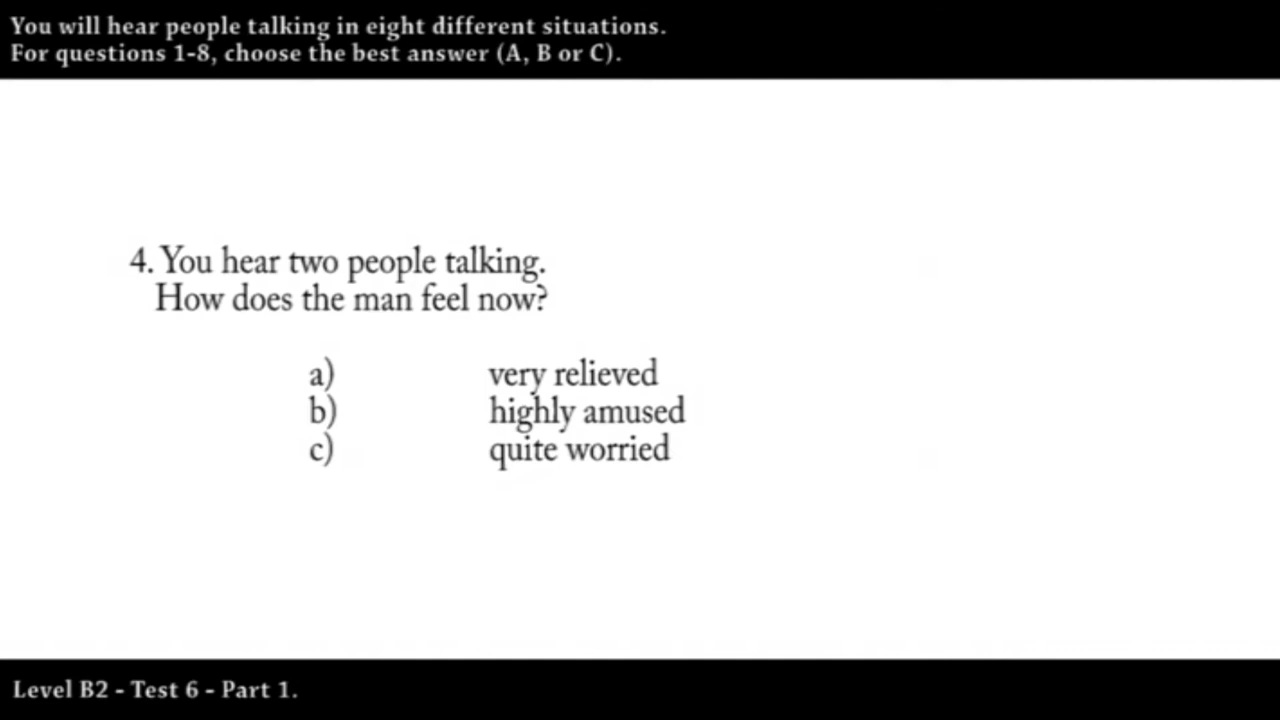 You will hear people talking in eight different situations.
For questions 1-8, choose the best answer (A, B or C).
4. You hear two people talking.
How does the man feel now?
a) very relieved
b) highly amused
c) quite worried
Level B2 - Test 6 - Part 1.